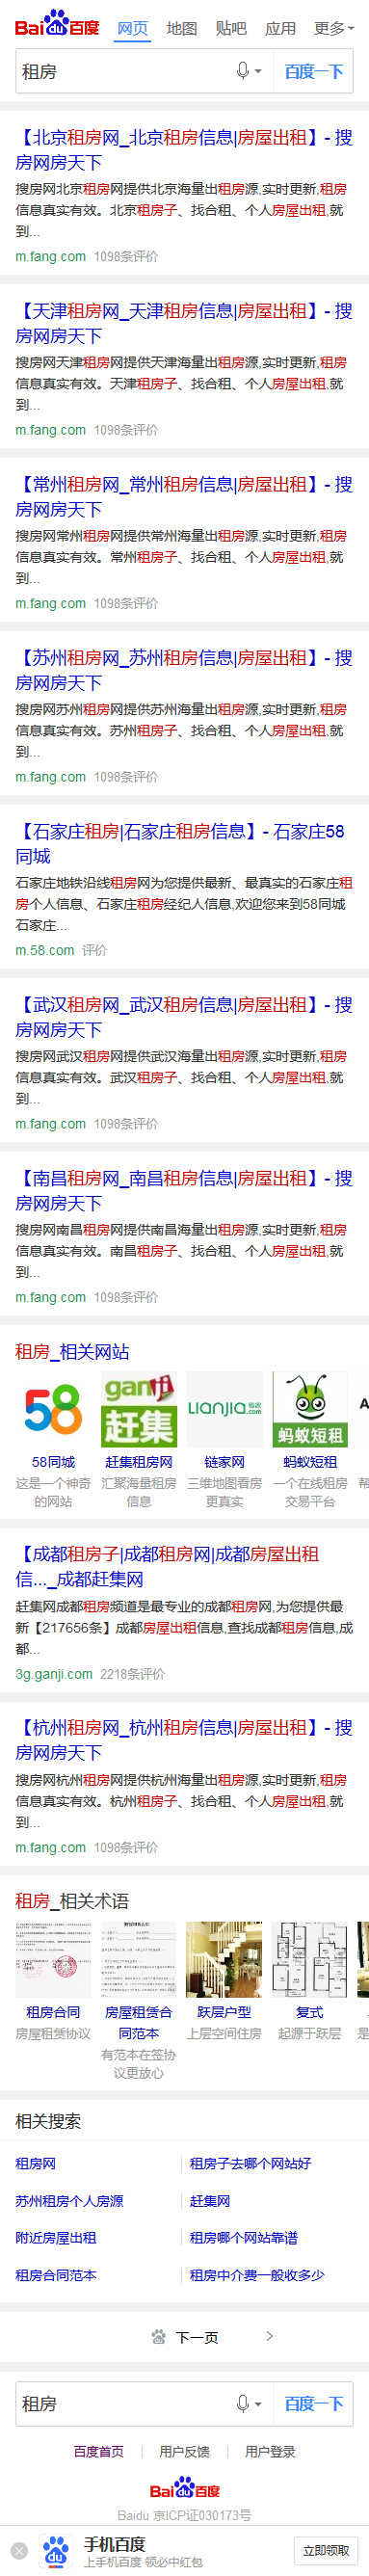 Bai du 百度 网页 地图 贴吧 应用 更多
租房 百度一下
【北京租房网_北京租房信息|房屋出租】- 搜
房网房天下
搜房网北京租房网提供北京海量出租房源,实时更新,租房
信息真实有效。北京租房子、找合租、个人房屋出租,就
到...
m.fang.com 1098条评价
【天津租房网_天津租房信息|房屋出租】- 搜
房网房天下
搜房网天津租房网提供天津海量出租房源,实时更新,租房
信息真实有效。天津租房子、找合租、个人房屋出租,就
到...
m.fang.com 1098条评价
【常州租房网_常州租房信息|房屋出租】- 搜
房网房天下
搜房网常州租房网提供常州海量出租房源,实时更新,租房
信息真实有效。常州租房子、找合租、个人房屋出租,就
到...
m.fang.com 1098条评价
【苏州租房网_苏州租房信息|房屋出租】- 搜
房网房天下
搜房网苏州租房网提供苏州海量出租房源,实时更新,租房
信息真实有效。苏州租房子、找合租、个人房屋出租,就
到...
m.fang.com 1098条评价
【石家庄租房|石家庄租房信息】- 石家庄58
同城
石家庄地铁沿线租房网为您提供最新、最真实的石家庄租
房个人信息、石家庄租房经纪人信息,欢迎您来到58同城
石家庄...
m.58.com 评价
【武汉租房网_武汉租房信息|房屋出租】- 搜
房网房天下
搜房网武汉租房网提供武汉海量出租房源,实时更新,租房
信息真实有效。武汉租房子、找合租、个人房屋出租,就
到...
m.fang.com 1098条评价
【南昌租房网_南昌租房信息|房屋出租】- 搜
房网房天下
搜房网南昌租房网提供南昌海量出租房源,实时更新,租房
信息真实有效。南昌租房子、找合租、个人房屋出租,就
到...
m.fang.com 1098条评价
租房_相关网站
58 ganji 赶集 LIANJIA 链家 蚂蚁短租 A
58同城 赶集租房网 链家网 蚂蚁短租
这是一个神奇 汇聚海量租房 三维地图看房 一个在线租房 帮
的网站 信息 更真实 交易平台
【成都租房子|成都租房网|成都房屋出租
信..._成都赶集网
赶集网成都租房频道是最专业的成都租房网,为您提供最
新【217656条】成都房屋出租信息,查找成都租房信息,成
都...
3g.ganji.com 2218条评价
【杭州租房网_杭州租房信息|房屋出租】- 搜
房网房天下
搜房网杭州租房网提供杭州海量出租房源,实时更新,租房
信息真实有效。杭州租房子、找合租、个人房屋出租,就
到...
m.fang.com 1098条评价
租房_相关术语
租房合同 房屋租赁合 跃层户型 复式
同范本
房屋租赁协议 上层空间住房 起源于跃层 是
有范本在签协
议更放心
相关搜索
租房网 租房子去哪个网站好
苏州租房个人房源 赶集网
附近房屋出租 租房哪个网站靠谱
租房合同范本 租房中介费一般收多少
下一页 >
租房 百度一下
百度首页 | 用户反馈 | 用户登录
Bai du 百度
Baidu 京ICP证030173号
du 手机百度 立即领取
上手机百度 领必中红包